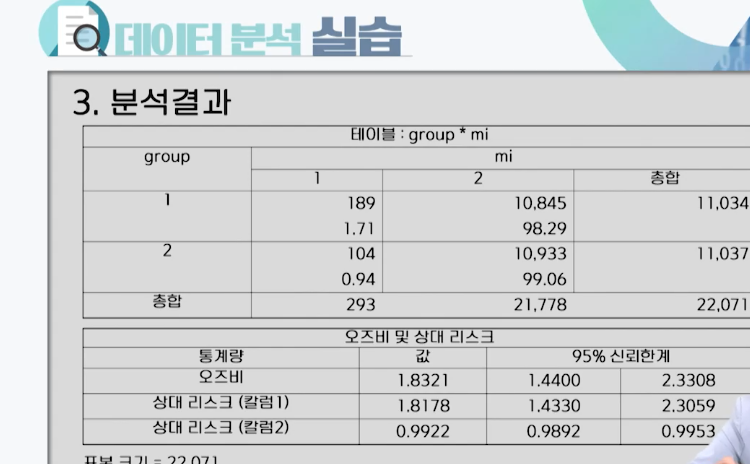 데이터 분석 실습
3. 분석결과
테이블 : group * mi
group mi
1 2 총합
1 189 10,845 11,034
1.71 98.29
2 104 10,933 11,037
0.94 99.06
총합 293 21,778 22,071
오즈비 및 상대 리스크
통계량 값 95% 신뢰한계
오즈비 1.8321 1.4400 2.3308
상대 리스크 (칼럼1) 1.8178 1.4330 2.3059
상대 리스크 (칼럼2) 0.9922 0.9892 0.9953
표본 크기 = 22,071